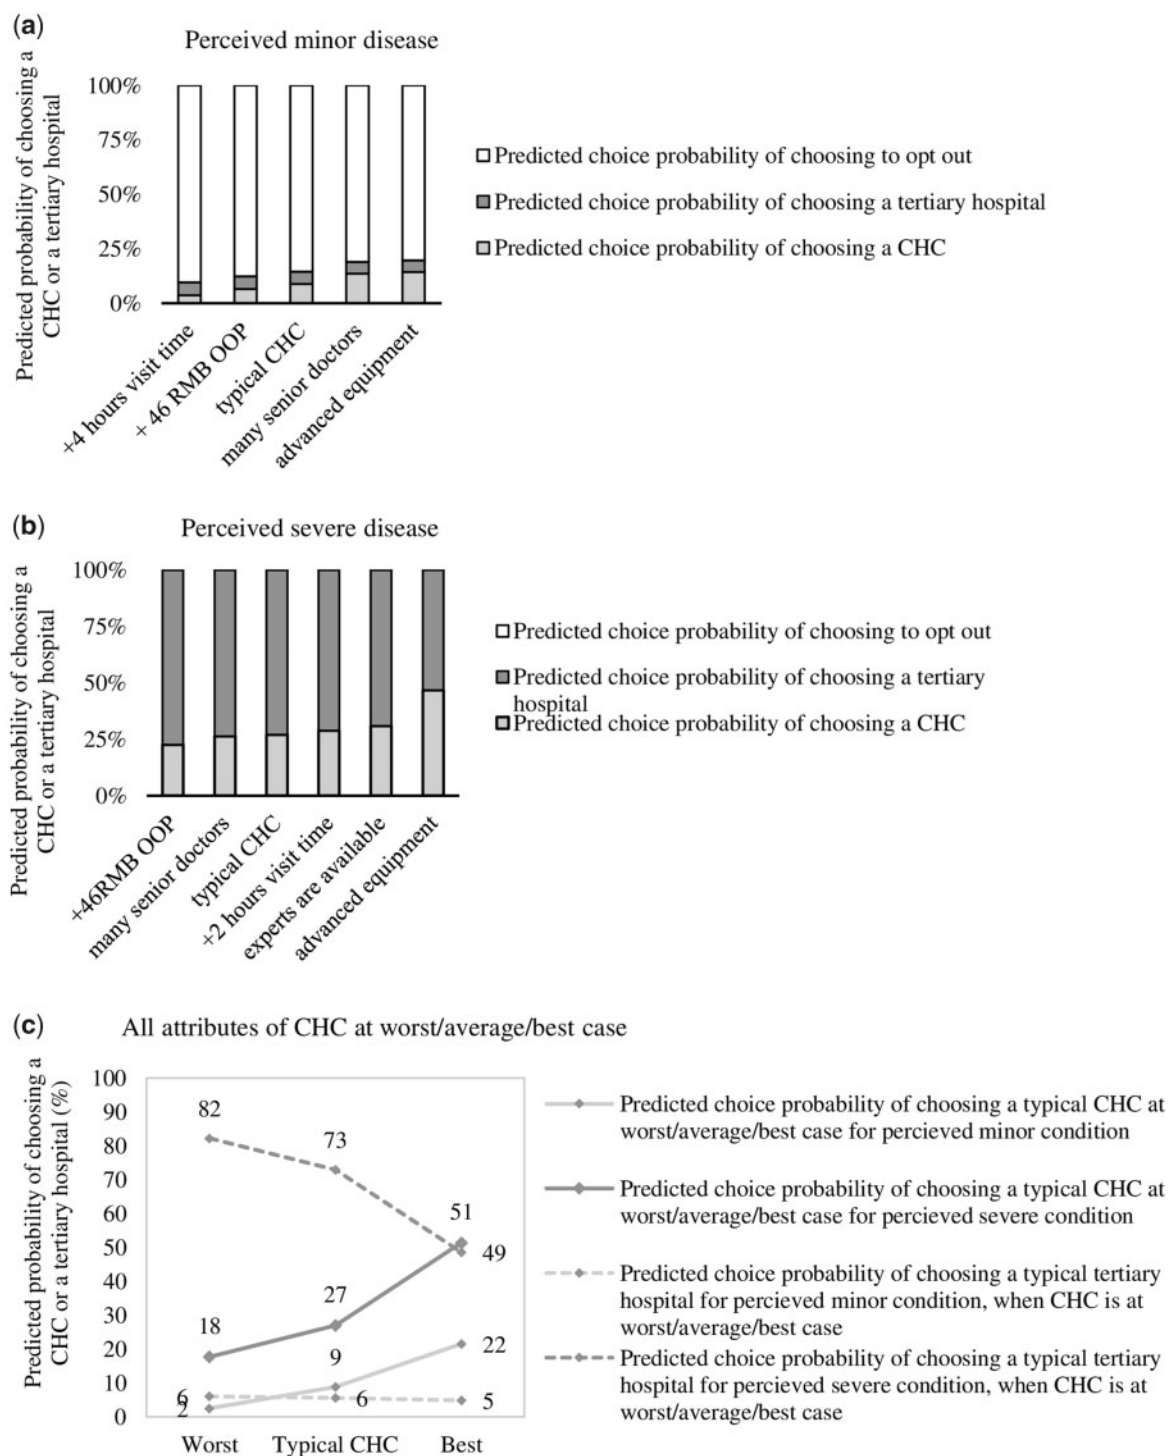 (a)
Perceived minor disease
Predicted probability of choosing a
CHC or a tertiary hospital
100%
75%
50%
25%
0%
+4 hours visit time
+ 46 RMB OOP
typical CHC
many senior doctors
advanced equipment
Predicted choice probability of choosing to opt out
Predicted choice probability of choosing a tertiary hospital
Predicted choice probability of choosing a CHC
(b)
Perceived severe disease
Predicted probability of choosing a
CHC or a tertiary hospital
100%
75%
50%
25%
0%
+46RMB OOP
many senior doctors
typical CHC
+2 hours visit time
experts are available
advanced equipment
Predicted choice probability of choosing to opt out
Predicted choice probability of choosing a tertiary
hospital
Predicted choice probability of choosing a CHC
(c)
All attributes of CHC at worst/average/best case
Predicted probability of choosing a
CHC or a tertiary hospital (%)
100
90
80
70
60
50
40
30
20
10
0
82
73
51
49
18
27
9
22
6
2
6
5
Worst
Typical CHC
Best
Predicted choice probability of choosing a typical CHC at
worst/average/best case for percieved minor condition
Predicted choice probability of choosing a typical CHC at
worst/average/best case for percieved severe condition
Predicted choice probability of choosing a typical tertiary
hospital for percieved minor condition, when CHC is at
worst/average/best case
Predicted choice probability of choosing a typical tertiary
hospital for percieved severe condition, when CHC is at
worst/average/best case